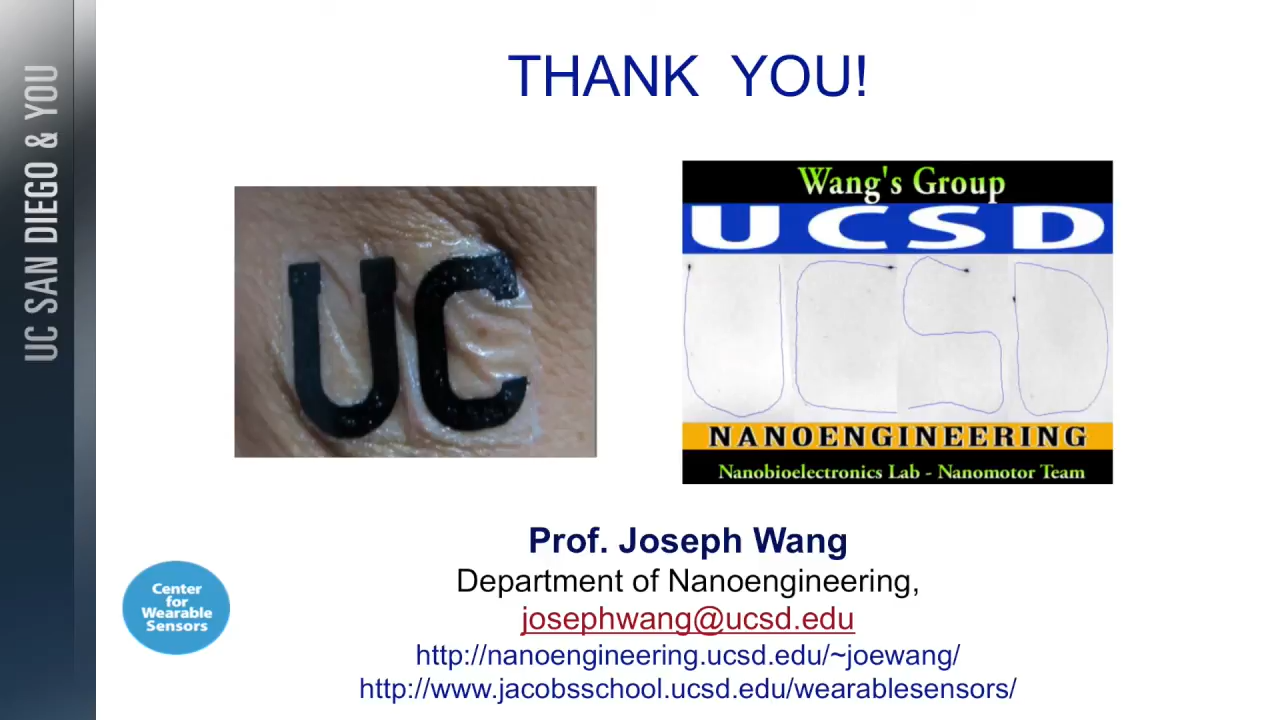 UC SAN DIEGO & YOU
THANK YOU!
UC
Wang's Group
UCSD
UCSD
NANOENGINEERING
Nanobioelectronics Lab - Nanomotor Team
Prof. Joseph Wang
Department of Nanoengineering,
josephwang@ucsd.edu
http://nanoengineering.ucsd.edu/~joewang/
http://www.jacobsschool.ucsd.edu/wearablesensors/
Center
for
Wearable
Sensors